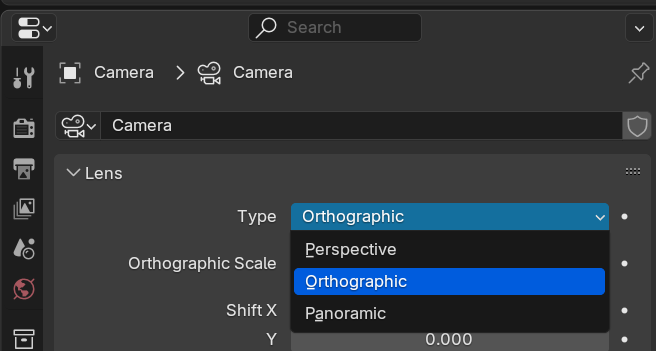 Search
Camera Camera
Camera
Lens
Type Orthographic
Perspective
Orthographic Scale
Orthographic
Panoramic
Shift X
Y 0.000